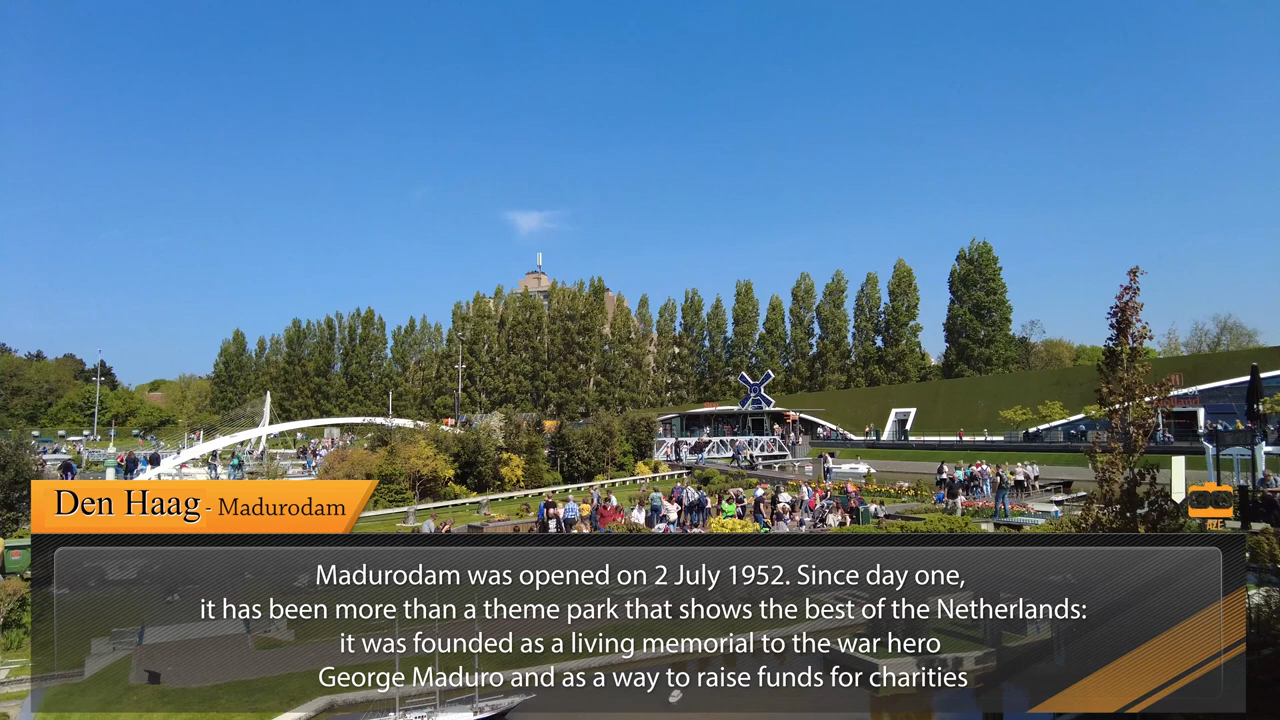 Den Haag - Madurodam
Madurodam was opened on 2 July 1952. Since day one,
it has been more than a theme park that shows the best of the Netherlands:
it was founded as a living memorial to the war hero
George Maduro and as a way to raise funds for charities